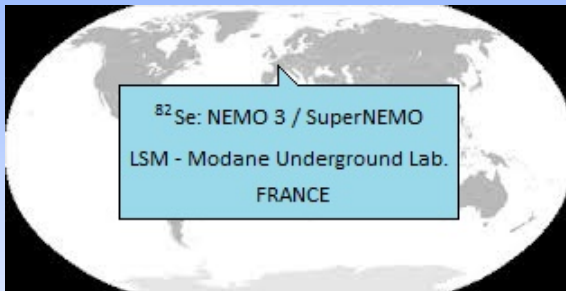 ⁸²Se: NEMO 3 / SuperNEMO
LSM - Modane Underground Lab.
FRANCE